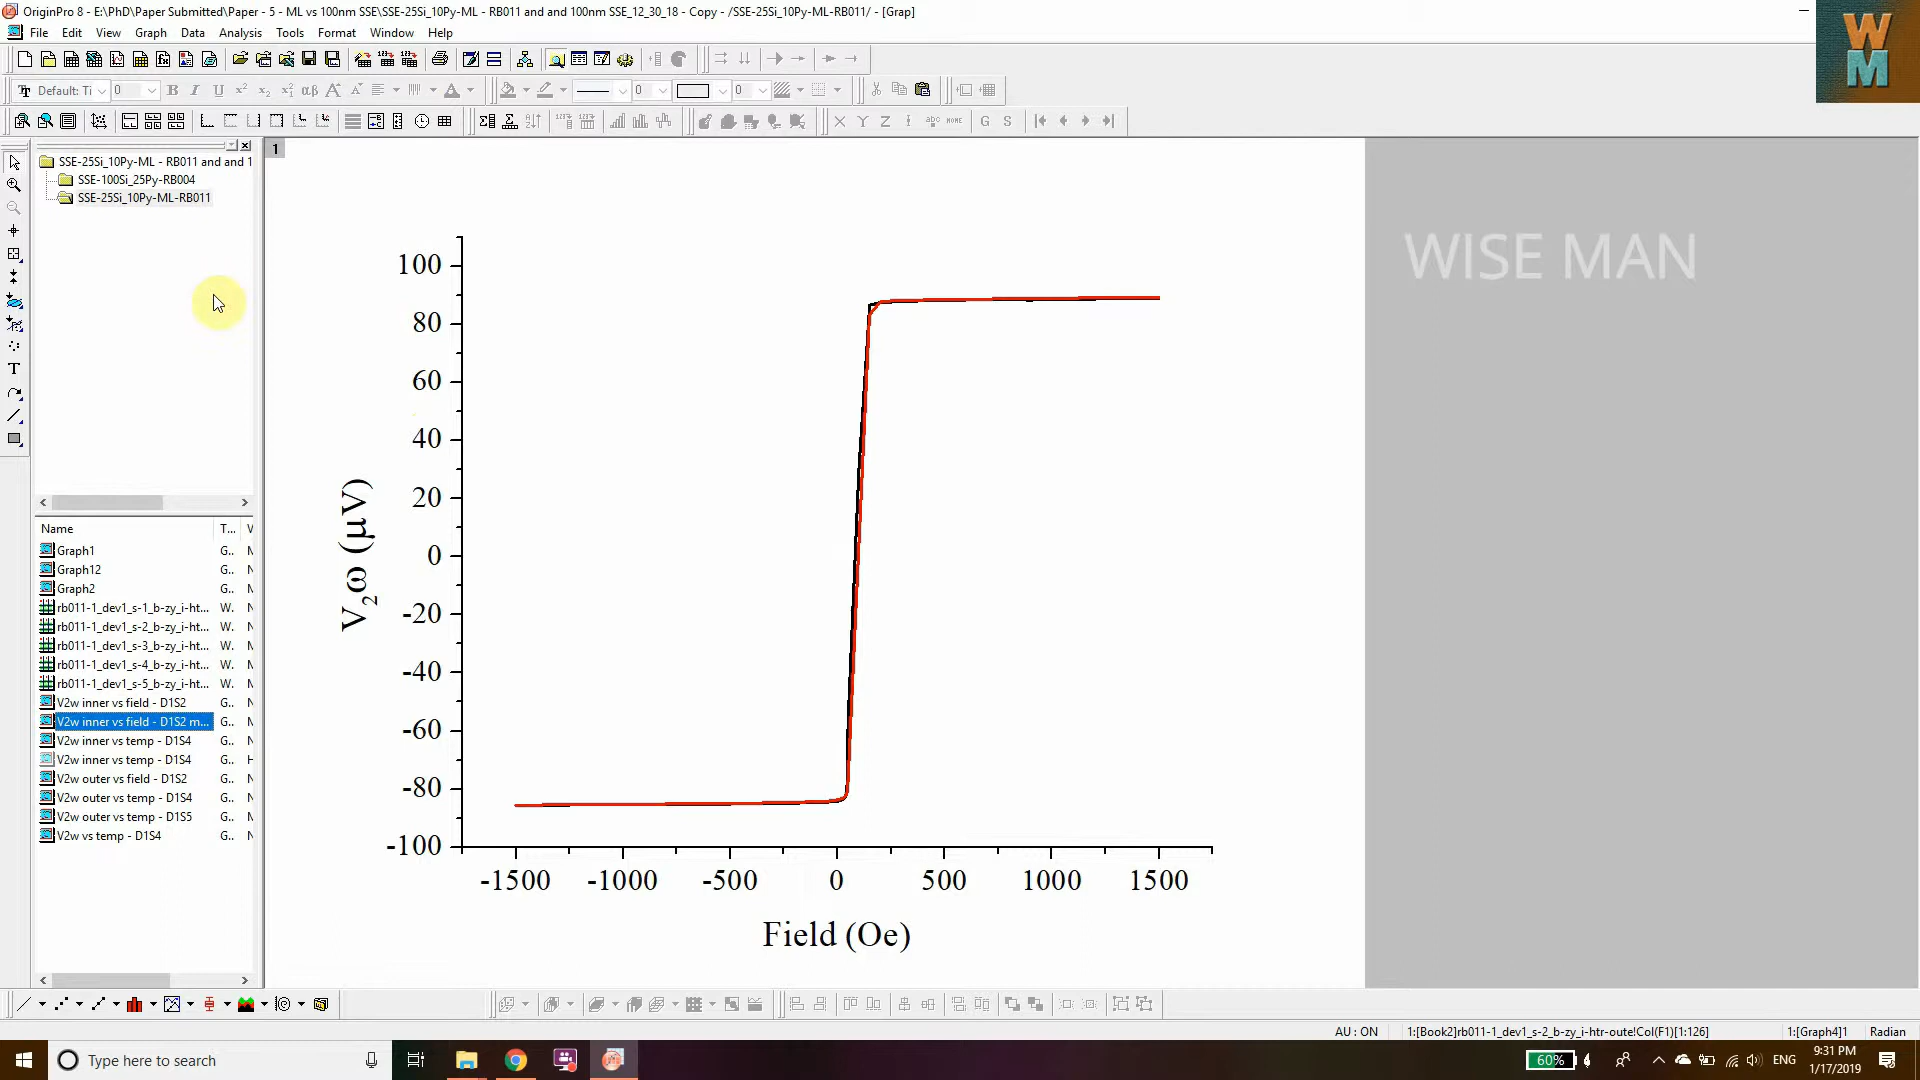 OriginPro 8 - E:\PhD\Paper Submitted\Paper - 5 - ML vs 100nm SSE\SSE-25Si_10Py-ML - RB011 and and 100nm SSE_12_30_18 - Copy - /SSE-25Si_10Py-ML-RB011/ - [Grap]
File Edit View Graph Data Analysis Tools Format Window Help
WM
Default: Ti 0 0 0
1
SSE-25Si_10Py-ML - RB011 and and 1
SSE-100Si_25Py-RB004
SSE-25Si_10Py-ML-RB011
WISE MAN
100
80
60
40
20
0
-20
-40
-60
-80
-100
V2ω (μV)
-1500 -1000 -500 0 500 1000 1500
Field (Oe)
Name T...
Graph1 G..
Graph12 G..
Graph2 G..
rb011-1_dev1_s-1_b-zy_i-ht... W.
rb011-1_dev1_s-2_b-zy_i-ht... W.
rb011-1_dev1_s-3_b-zy_i-ht... W.
rb011-1_dev1_s-4_b-zy_i-ht... W.
rb011-1_dev1_s-5_b-zy_i-ht... W.
V2w inner vs field - D1S2 G..
V2w inner vs field - D1S2 m... G..
V2w inner vs temp - D1S4 G..
V2w inner vs temp - D1S4 G..
V2w outer vs field - D1S2 G..
V2w outer vs temp - D1S4 G..
V2w outer vs temp - D1S5 G..
V2w vs temp - D1S4 G..
AU : ON 1:[Book2]rb011-1_dev1_s-2_b-zy_i-htr-oute!Col(F1)[1:126] 1:[Graph4]1 Radian
Type here to search
60%
ENG
9:31 PM
1/17/2019